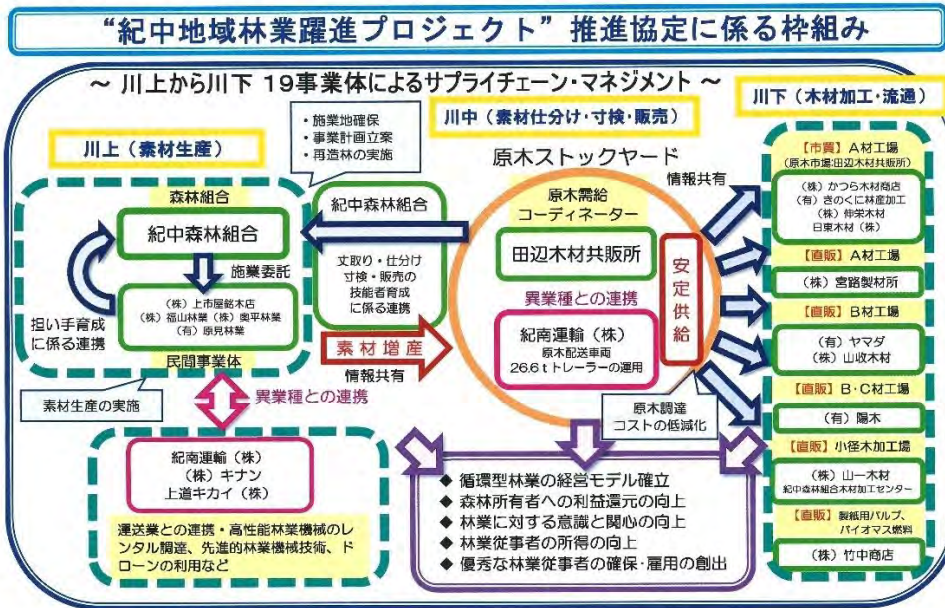 “紀中地域林業躍進プロジェクト”推進協定に係る枠組み
～ 川上から川下 19事業体によるサプライチェーン・マネジメント ～
川上（素材生産）
・施業地確保
・事業計画立案
・再造林の実施
川中（素材仕分け・寸検・販売）
川下（木材加工・流通）
森林組合
紀中森林組合
施業委託
（株）上市屋銘木店
（株）福山林業（株）奥平林業
（有）原見林業
民間事業体
担い手育成
に係る連携
素材生産の実施
紀中森林組合
丈取り・仕分け
寸検・販売の
技能者育成
に係る連携
素材増産
情報共有
異業種との連携
紀南運輸（株）
（株）キナン
上道キカイ（株）
運送業との連携・高性能林業機械のレ
ンタル調達、先進的林業機械技術、ド
ローンの利用など
原木ストックヤード
原木需給
コーディネーター
田辺木材共販所
異業種との連携
紀南運輸（株）
原木配送車両
26.6ｔトレーラーの運用
安定供給
情報共有
原木調達
コストの低減化
◆ 循環型林業の経営モデル確立
◆ 森林所有者への利益還元の向上
◆ 林業に対する意識と関心の向上
◆ 林業従事者の所得の向上
◆ 優秀な林業従事者の確保・雇用の創出
【市買】A材工場
（原木市場:田辺木材共販所）
（株）かつら木材商店
（有）きのくに林産加工
（株）伸栄木材
日東木材（株）
【直販】A材工場
（株）宮路製材所
【直販】B材工場
（有）ヤマダ
（株）山収木材
【直販】B・C材工場
（有）陽木
【直販】小径木加工場
（株）山一木材
紀中森林組合木材加工センター
【直販】製紙用パルプ、
バイオマス燃料
（株）竹中商店